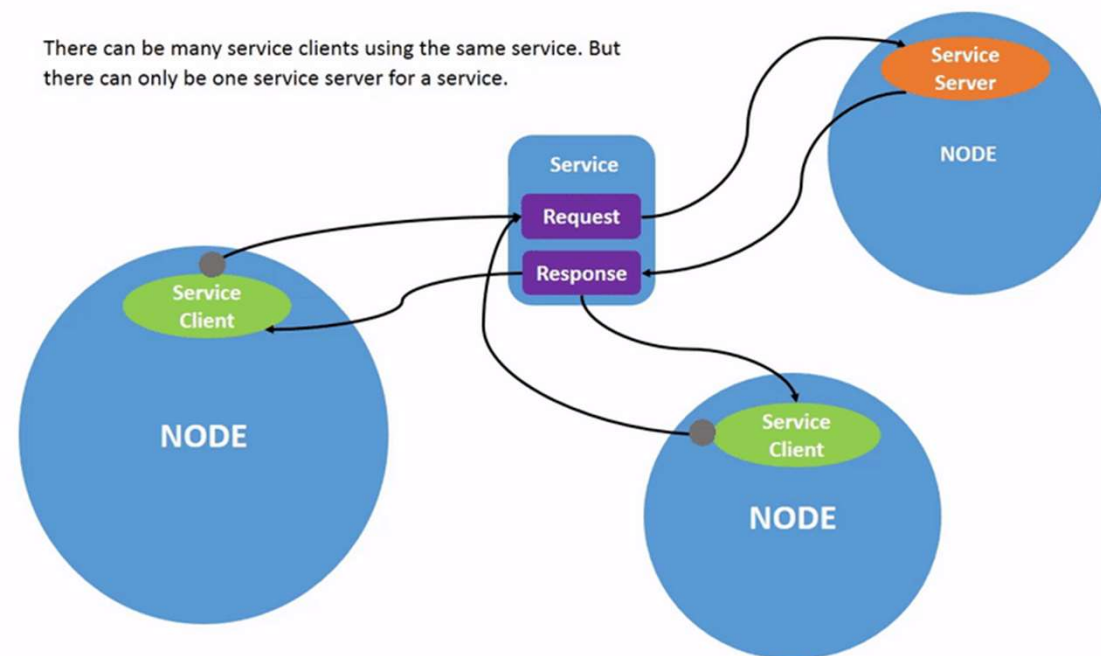 There can be many service clients using the same service. But
there can only be one service server for a service.
Service
Server
NODE
Service
Request
Response
Service
Client
NODE
Service
Client
NODE